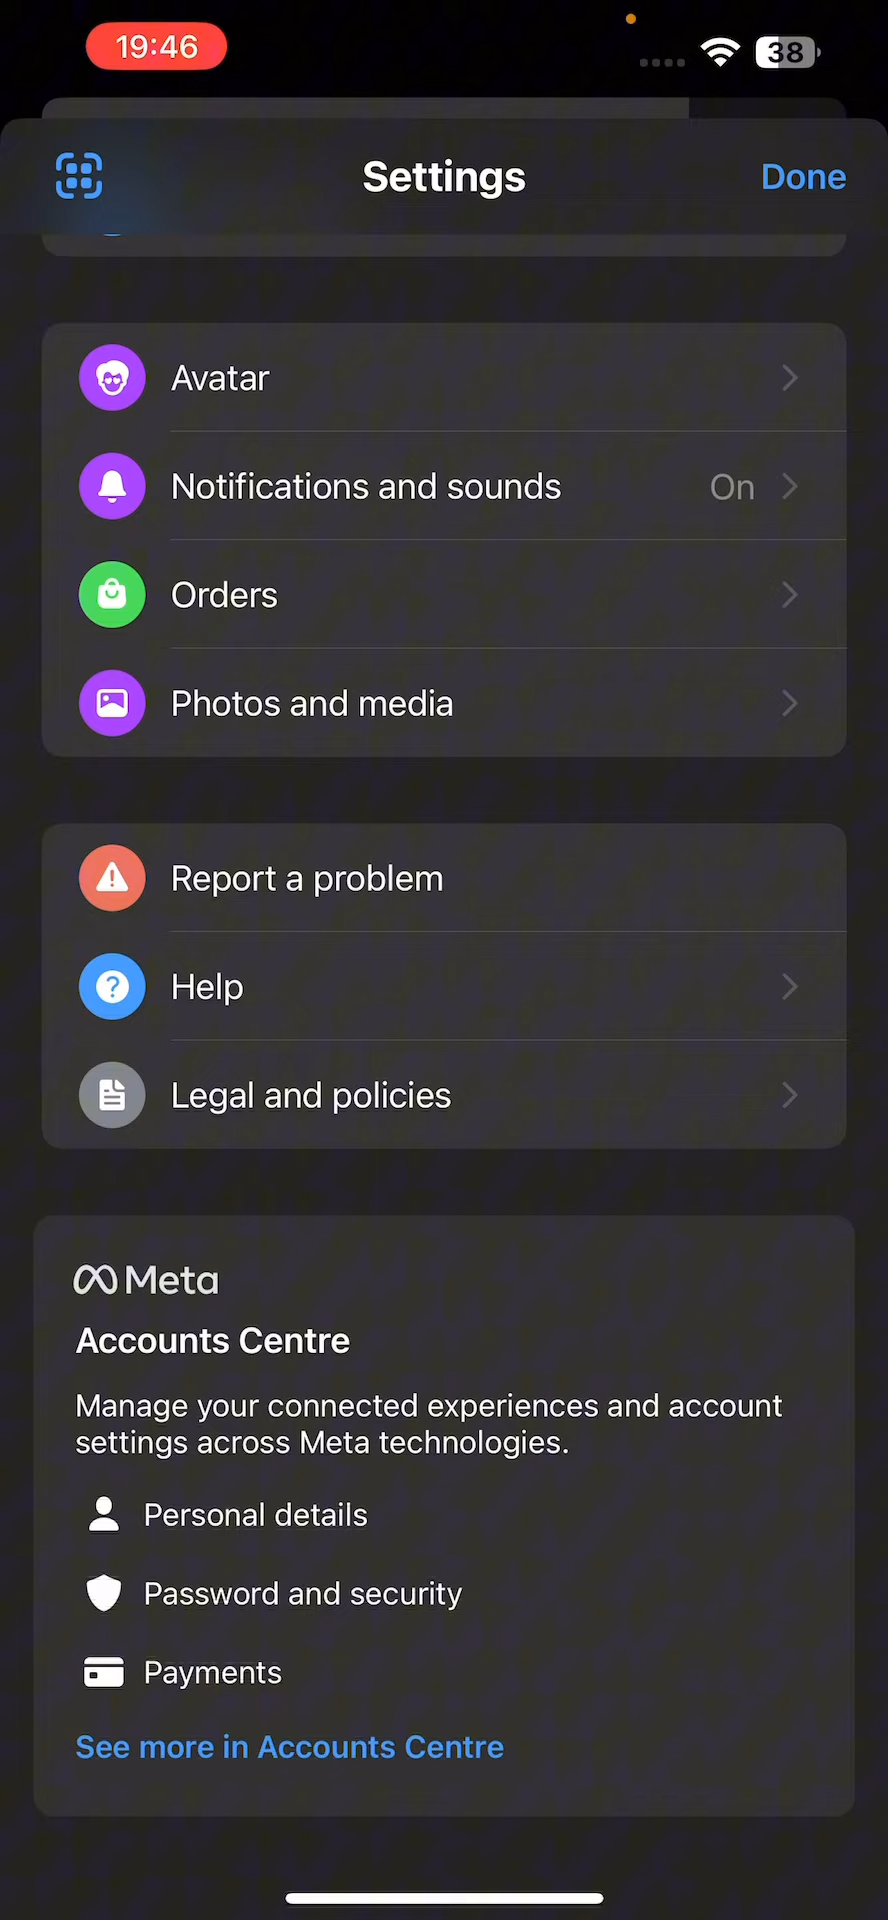 19:46
38
Settings
Done
Avatar
Notifications and sounds
On
Orders
Photos and media
Report a problem
Help
Legal and policies
Meta
Accounts Centre
Manage your connected experiences and account
settings across Meta technologies.
Personal details
Password and security
Payments
See more in Accounts Centre